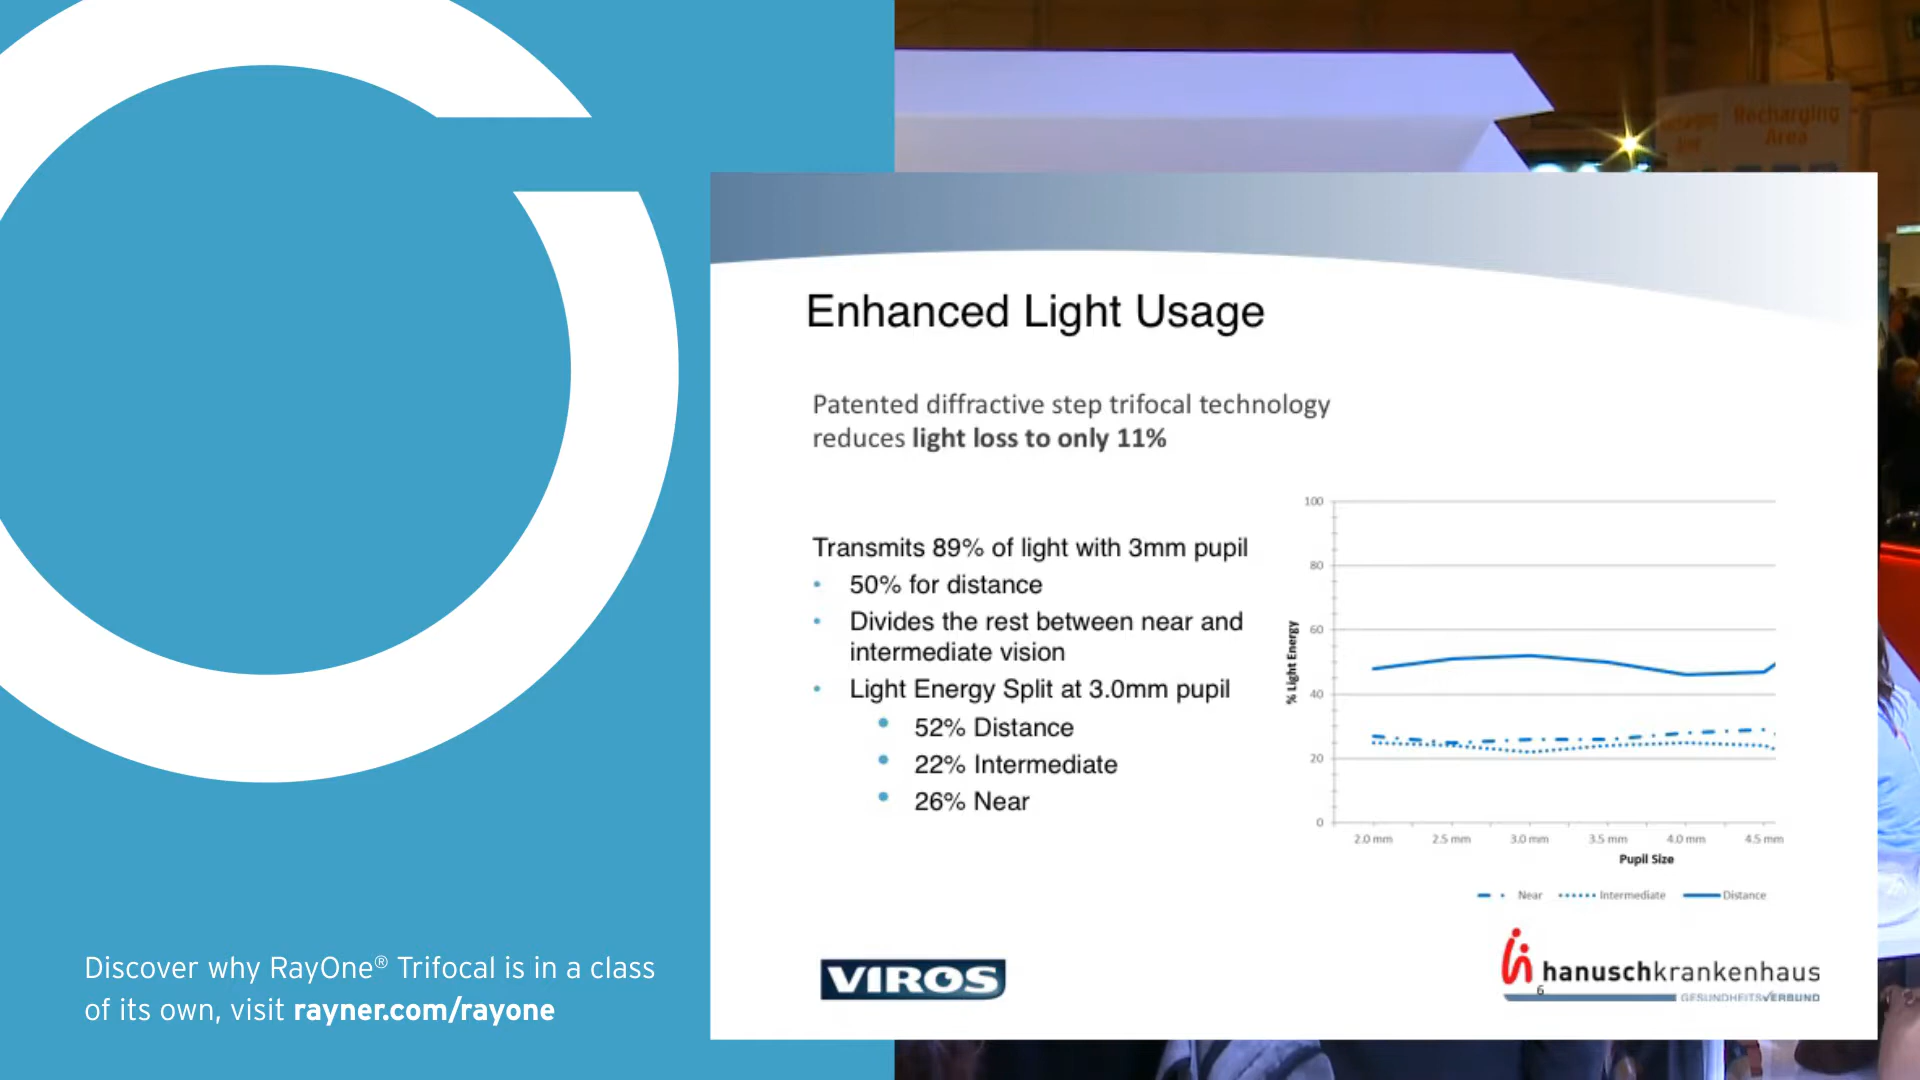 Recharging
Area
Enhanced Light Usage
Patented diffractive step trifocal technology
reduces light loss to only 11%
Transmits 89% of light with 3mm pupil
• 50% for distance
• Divides the rest between near and
intermediate vision
• Light Energy Split at 3.0mm pupil
• 52% Distance
• 22% Intermediate
• 26% Near
% Light Energy
100
80
60
40
20
0
2.0 mm 2.5 mm 3.0 mm 3.5 mm 4.0 mm 4.5 mm
Pupil Size
Near Intermediate Distance
VIROS
hanuschkrankenhaus
6
GESUNDHEITSVERBUND
Discover why RayOne® Trifocal is in a class
of its own, visit rayner.com/rayone